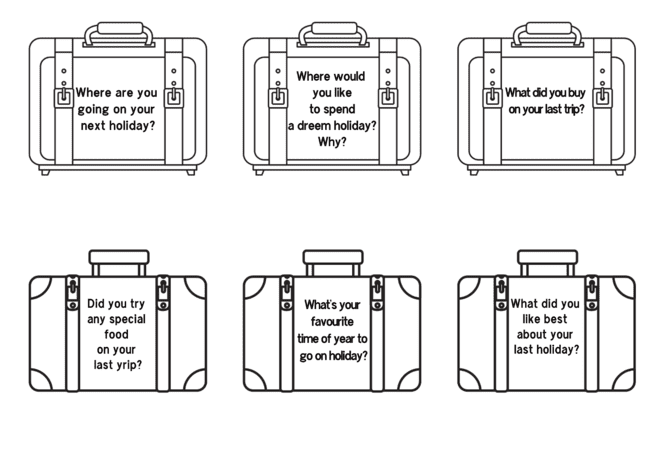 Where are you
going on your
next holiday?
Where would
you like
to spend
a dreem holiday?
Why?
What did you buy
on your last trip?
Did you try
any special
food
on your
last yrip?
What's your
favourite
time of year to
go on holiday?
What did you
like best
about your
last holiday?